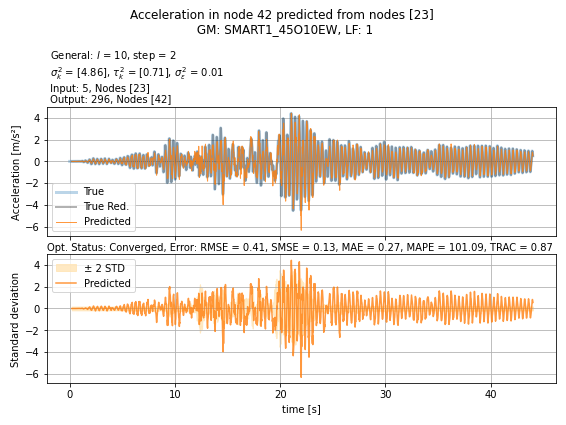 Acceleration in node 42 predicted from nodes [23]
GM: SMART1_45O10EW, LF: 1
General: l = 10, step = 2
σ²ₖ = [4.86], τ²ₖ = [0.71], σ²ε = 0.01
Input: 5, Nodes [23]
Output: 296, Nodes [42]
Acceleration [m/s²]
4
2
0
−2
−4
−6
True
True Red.
Predicted
Opt. Status: Converged, Error: RMSE = 0.41, SMSE = 0.13, MAE = 0.27, MAPE = 101.09, TRAC = 0.87
Standard deviation
4
2
0
−2
−4
−6
± 2 STD
Predicted
0 10 20 30 40
time [s]